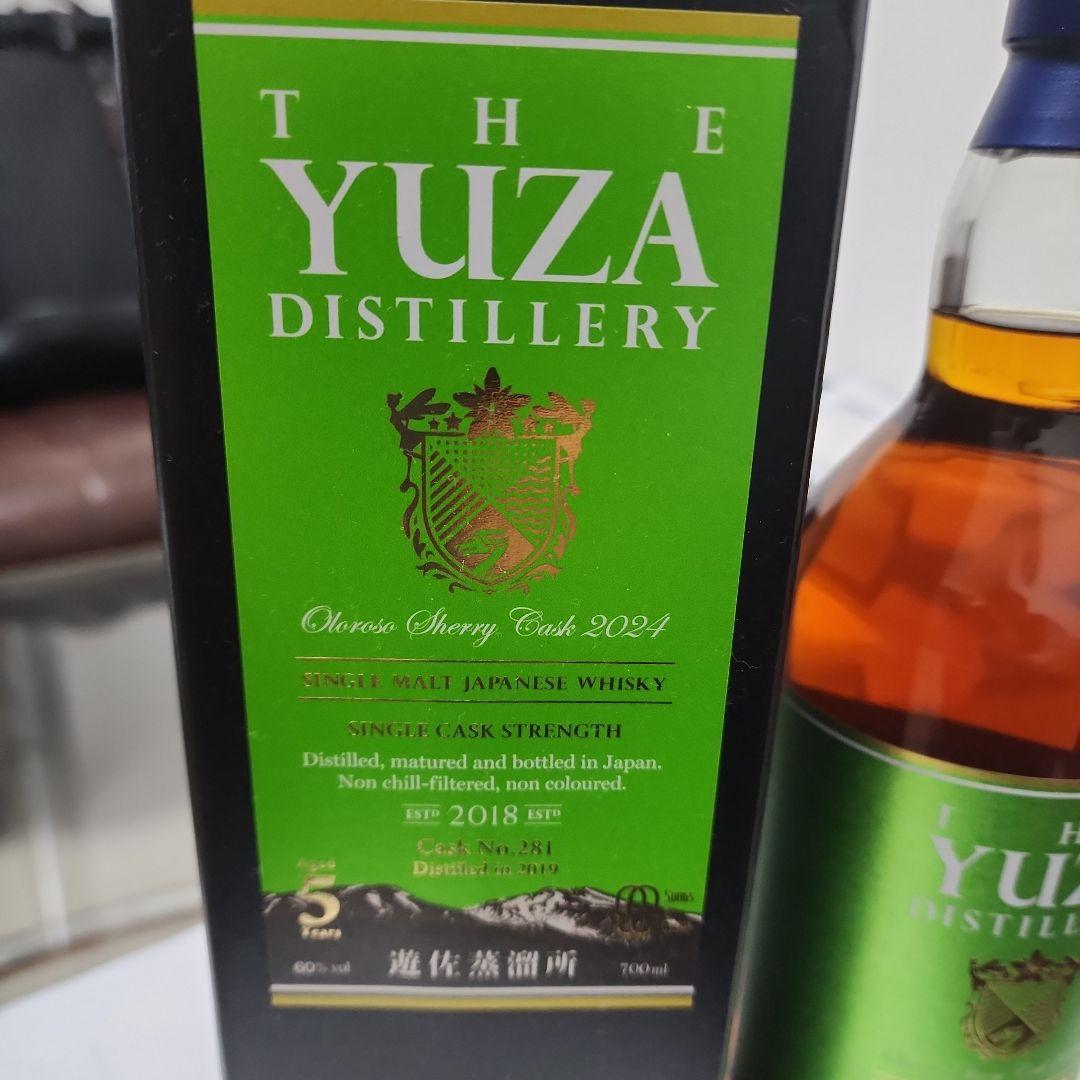 THE
YUZA
DISTILLERY
Oloroso Sherry Cask 2024
SINGLE MALT JAPANESE WHISKY
SINGLE CASK STRENGTH
Distilled, matured and bottled in Japan.
Non chill-filtered, non coloured.
ESTD 2018 ESTD
Cask No.281
Distilled in 2019
Aged
5
Years
60% vol
遊佐蒸溜所
700ml
T H
YUZ
DISTILL